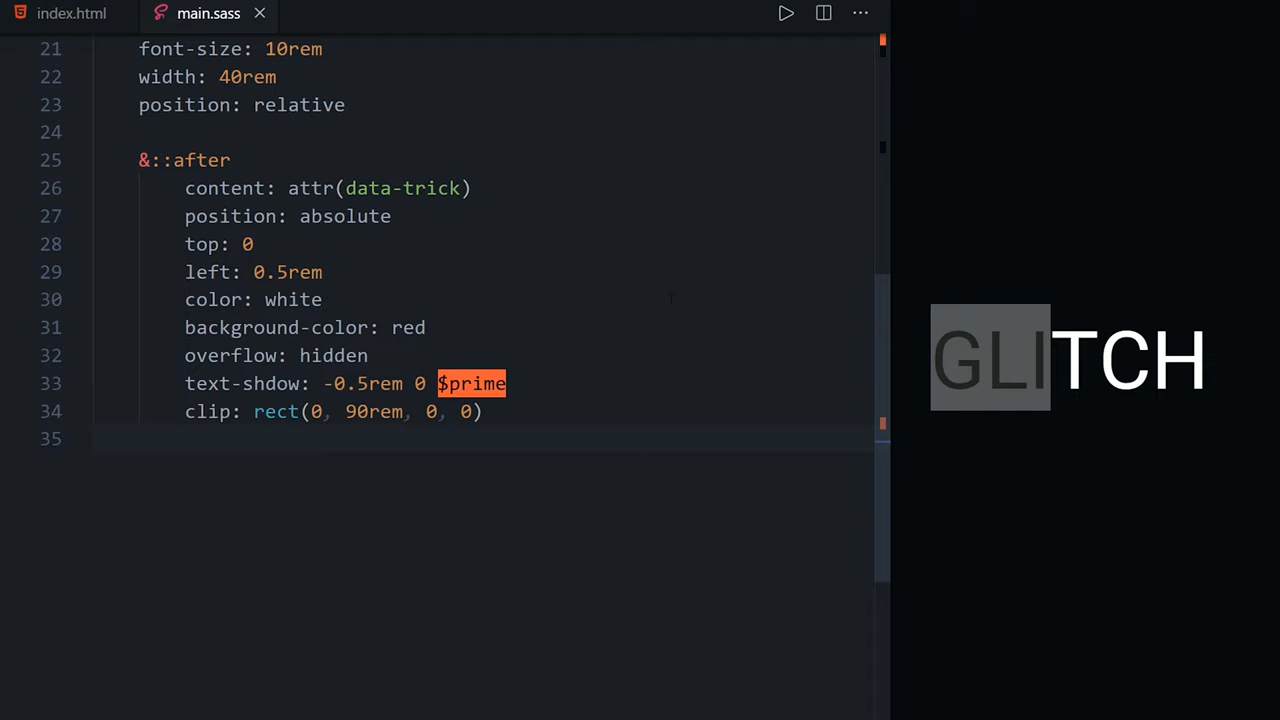 index.html
main.sass
21 font-size: 10rem
22 width: 40rem
23 position: relative
24
25 &::after
26 content: attr(data-trick)
27 position: absolute
28 top: 0
29 left: 0.5rem
30 color: white
31 background-color: red
32 overflow: hidden
33 text-shdow: -0.5rem 0 $prime
34 clip: rect(0, 90rem, 0, 0)
35
GLITCH